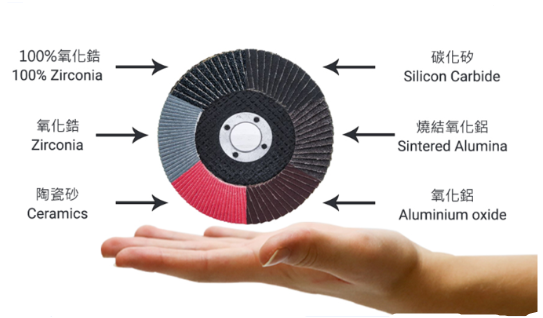 100%氧化鋯
100% Zirconia
氧化鋯
Zirconia
陶瓷砂
Ceramics
碳化矽
Silicon Carbide
燒結氧化鋁
Sintered Alumina
氧化鋁
Aluminium oxide